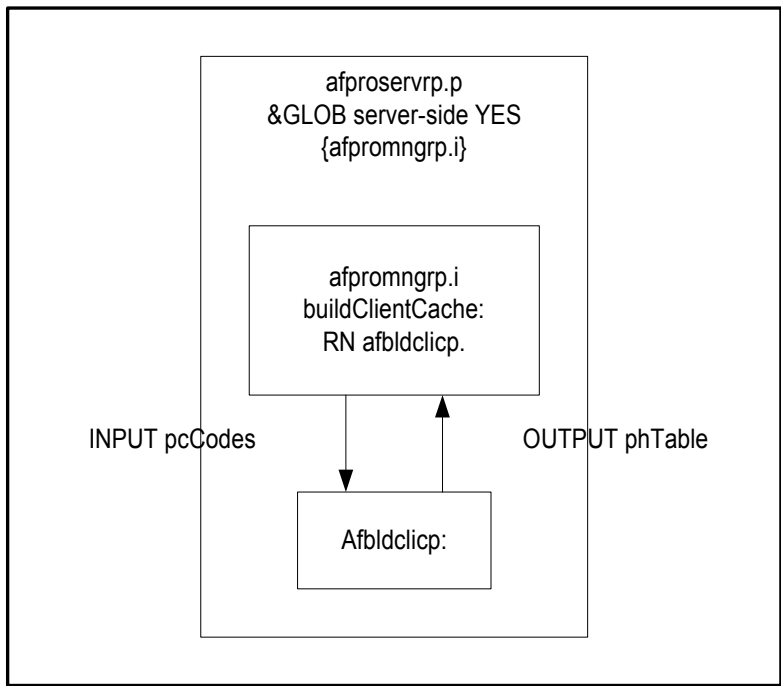 afproservrp.p
&GLOB server-side YES
{afpromngrp.i}
afpromngrp.i
buildClientCache:
RN afbldclicp.
INPUT pcCodes
OUTPUT phTable
Afbldclicp: